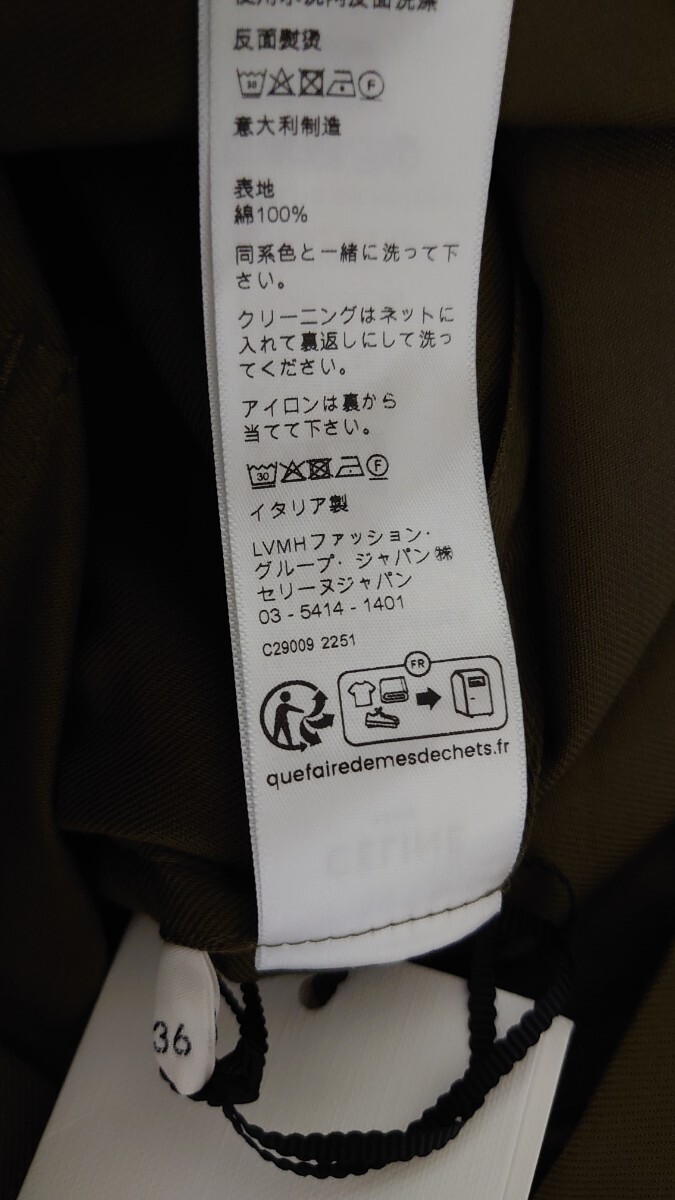 反面熨烫
30 F
意大利制造
表地
綿100%
同系色と一緒に洗って下
さい。
クリーニングはネットに
入れて裏返しにして洗っ
てください。
アイロンは裏から
当てて下さい。
30 F
イタリア製
LVMHファッション・
グループ・ジャパン㈱
セリーヌジャパン
03 - 5414 - 1401
C29009 2251
FR
quefairedemesdechets.fr
CELINE
36